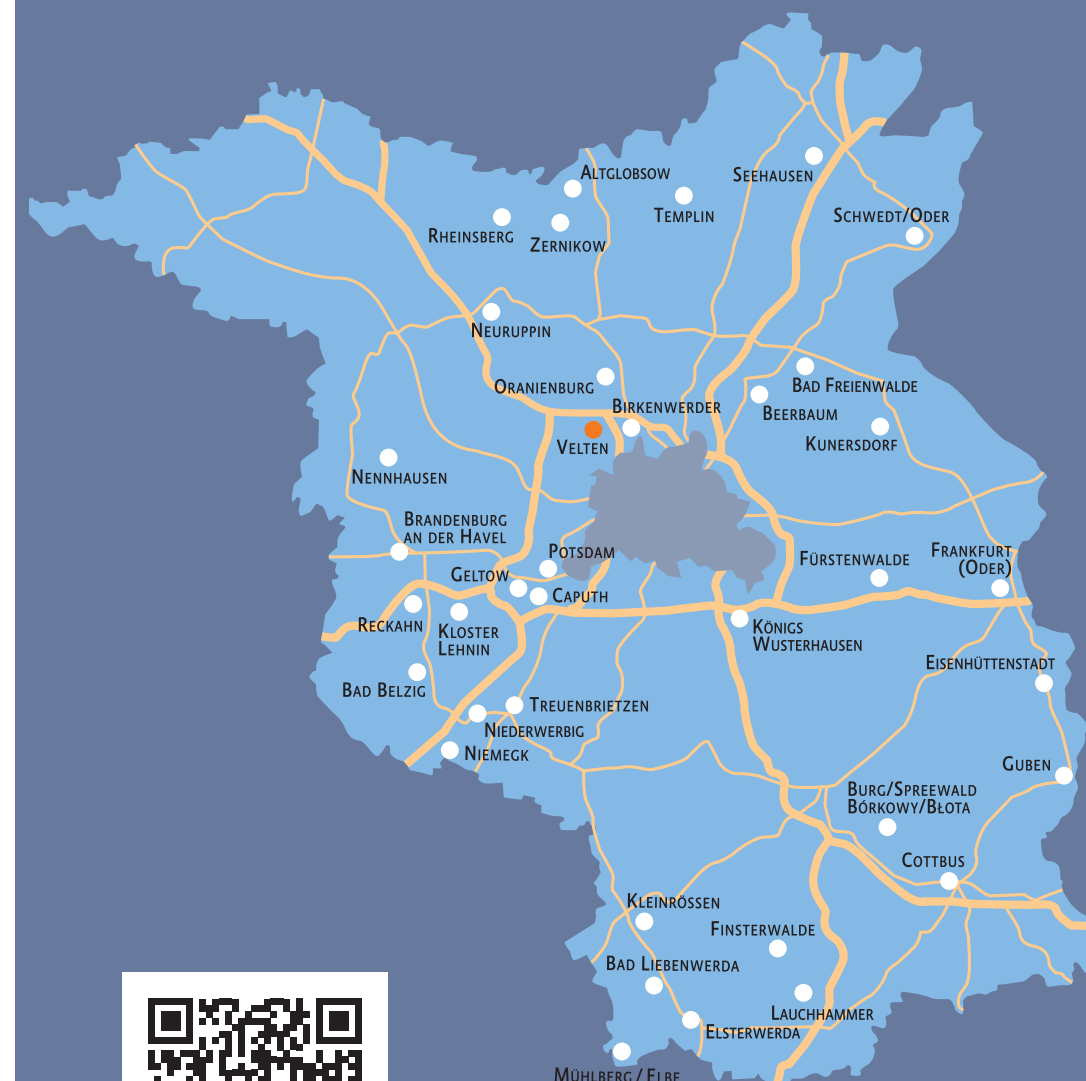 Altglobsow
Seehausen
Templin
Schwedt/Oder
Rheinsberg
Zernikow
Neuruppin
Oranienburg
Bad Freienwalde
Birkenwerder
Beerbaum
Velten
Kunersdorf
Nennhausen
Brandenburg
an der Havel
Potsdam
Fürstenwalde
Frankfurt
(Oder)
Geltow
Caputh
Reckahn
Kloster
Lehnin
Königs
Wusterhausen
Eisenhüttenstadt
Bad Belzig
Treuenbrietzen
Niederwerbig
Niemegk
Guben
Burg/Spreewald
Bórkowy/Błota
Cottbus
Kleinrössen
Finsterwalde
Bad Liebenwerda
Lauchhammer
Elsterwerda
Mühlberg / Elbe